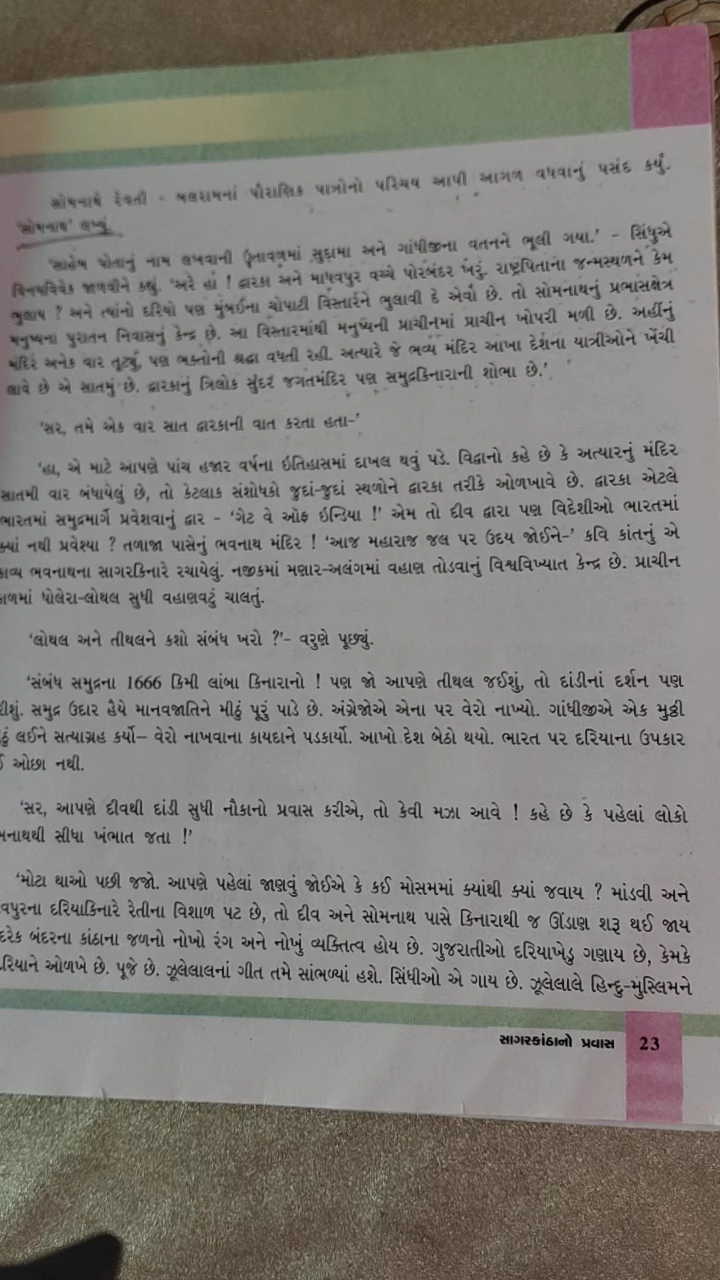 સોમનાથે રેવતી - બલરામનાં પૌરાણિક પાત્રોનો પરિચય આપી આગળ વધવાનું પસંદ કર્યું.
'સોમનાથ' લખ્યું.
'સાહેબ પોતાનું નામ લખવાની ઉતાવળમાં સુદામા અને ગાંધીજીના વતનને ભૂલી ગયા.' – સિંધુએ
વિનયવિવેક જાળવીને કહ્યું. 'અરે હાં ! દ્વારકા અને માધવપુર વચ્ચે પોરબંદર ખરું. રાષ્ટ્રપિતાના જન્મસ્થળને કેમ
ભુલાય ? અને ત્યાંનો દરિયો પણ મુંબઈના ચોપાટી વિસ્તારને ભુલાવી દે એવો છે. તો સોમનાથનું પ્રભાસક્ષેત્ર
મનુષ્યના પુરાતન નિવાસનું કેન્દ્ર છે. આ વિસ્તારમાંથી મનુષ્યની પ્રાચીનમાં પ્રાચીન ખોપરી મળી છે. અહીંનું
મંદિર અનેક વાર તૂટ્યું, પણ ભક્તોની શ્રદ્ધા વધતી રહી. અત્યારે જે ભવ્ય મંદિર આખા દેશના યાત્રીઓને ખેંચી
લાવે છે એ સાતમું છે. દ્વારકાનું ત્રિલોક સુંદર જગતમંદિર પણ સમુદ્રકિનારાની શોભા છે.'
'સર, તમે એક વાર સાત દ્વારકાની વાત કરતા હતા–'
'હા, એ માટે આપણે પાંચ હજાર વર્ષના ઇતિહાસમાં દાખલ થવું પડે. વિદ્વાનો કહે છે કે અત્યારનું મંદિર
સાતમી વાર બંધાયેલું છે, તો કેટલાક સંશોધકો જુદાં-જુદાં સ્થળોને દ્વારકા તરીકે ઓળખાવે છે. દ્વારકા એટલે
ભારતમાં સમુદ્રમાર્ગે પ્રવેશવાનું દ્વાર - 'ગેટ વે ઑફ ઇન્ડિયા !' એમ તો દીવ દ્વારા પણ વિદેશીઓ ભારતમાં
ક્યાં નથી પ્રવેશ્યા ? તળાજા પાસેનું ભવનાથ મંદિર ! 'આજ મહારાજ જલ પર ઉદય જોઈને–' કવિ કાંતનું એ
કાવ્ય ભવનાથના સાગરકિનારે રચાયેલું. નજીકમાં મણાર-અલંગમાં વહાણ તોડવાનું વિશ્વવિખ્યાત કેન્દ્ર છે. પ્રાચીન
કાળમાં ધોલેરા-લોથલ સુધી વહાણવટું ચાલતું.
'લોથલ અને તીથલને કશો સંબંધ ખરો ?'– વરુણે પૂછ્યું.
'સંબંધ સમુદ્રના 1666 કિમી લાંબા કિનારાનો ! પણ જો આપણે તીથલ જઈશું, તો દાંડીનાં દર્શન પણ
શું. સમુદ્ર ઉદાર હૈયે માનવજાતિને મીઠું પૂરું પાડે છે. અંગ્રેજોએ એના પર વેરો નાખ્યો. ગાંધીજીએ એક મુઠ્ઠી
ઠું લઈને સત્યાગ્રહ કર્યો– વેરો નાખવાના કાયદાને પડકાર્યો. આખો દેશ બેઠો થયો. ભારત પર દરિયાના ઉપકાર
ઓછા નથી.
'સર, આપણે દીવથી દાંડી સુધી નૌકાનો પ્રવાસ કરીએ, તો કેવી મઝા આવે ! કહે છે કે પહેલાં લોકો
મનાથથી સીધા ખંભાત જતા !'
'મોટા થાઓ પછી જજો. આપણે પહેલાં જાણવું જોઈએ કે કઈ મોસમમાં ક્યાંથી ક્યાં જવાય ? માંડવી અને
વપુરના દરિયાકિનારે રેતીના વિશાળ પટ છે, તો દીવ અને સોમનાથ પાસે કિનારાથી જ ઊંડાણ શરૂ થઈ જાય
દરેક બંદરના કાંઠાના જળનો નોખો રંગ અને નોખું વ્યક્તિત્વ હોય છે. ગુજરાતીઓ દરિયાખેડુ ગણાય છે, કેમકે
રિયાને ઓળખે છે. પૂજે છે. ઝૂલેલાલનાં ગીત તમે સાંભળ્યાં હશે. સિંધીઓ એ ગાય છે. ઝૂલેલાલે હિન્દુ-મુસ્લિમને
સાગરકાંઠાનો પ્રવાસ 23